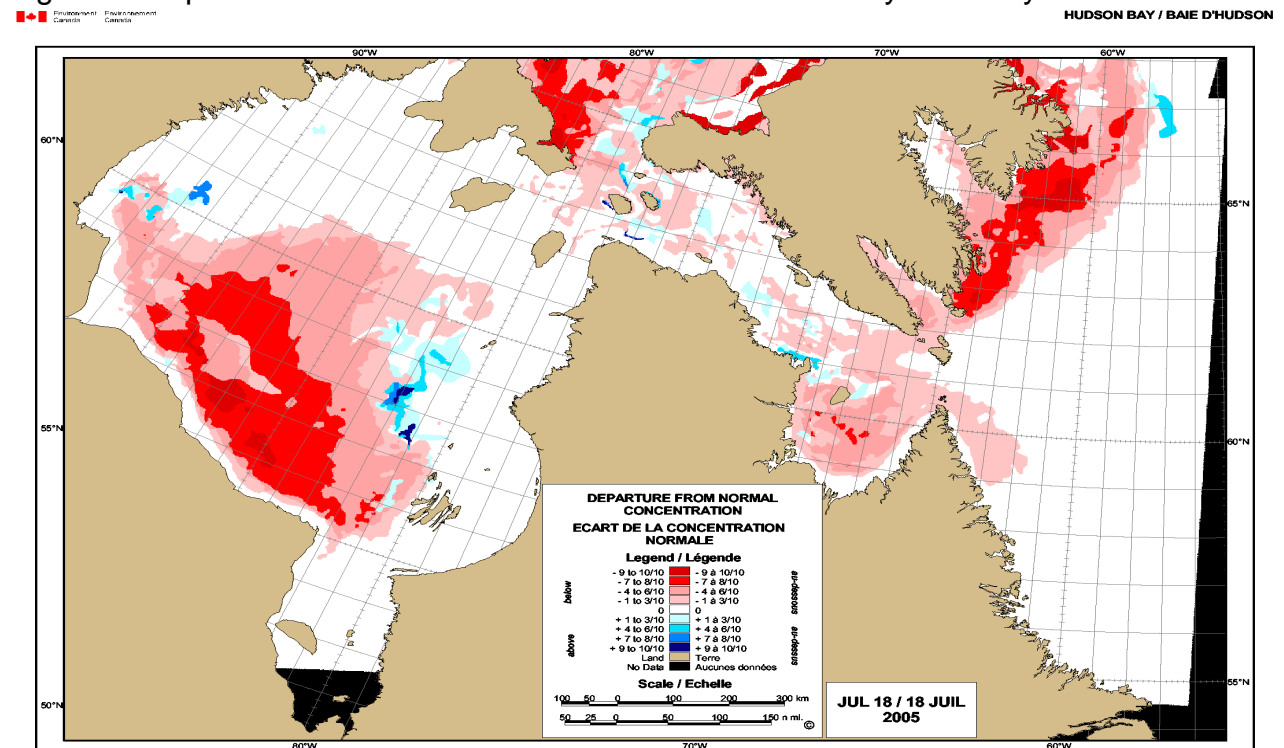 Environment Environnement
Canada Canada
HUDSON BAY / BAIE D'HUDSON
90°W 80°W 70°W 60°W
60°N
65°N
55°N
60°N
50°N
55°N
80°W 70°W 60°W
DEPARTURE FROM NORMAL
CONCENTRATION
ECART DE LA CONCENTRATION
NORMALE
Legend / Légende
below
- 9 to 10/10 - 9 à 10/10
- 7 to 8/10 - 7 à 8/10
- 4 to 6/10 - 4 à 6/10
- 1 to 3/10 - 1 à 3/10
au-dessous
0 0
above
+ 1 to 3/10 + 1 à 3/10
+ 4 to 6/10 + 4 à 6/10
+ 7 to 8/10 + 7 à 8/10
+ 9 to 10/10 + 9 à 10/10
au-dessus
Land Terre
No Data Aucunes données
Scale / Echelle
100 50 0 100 200 300 km
50 25 0 50 100 150 n mi.
©
JUL 18 / 18 JUIL
2005